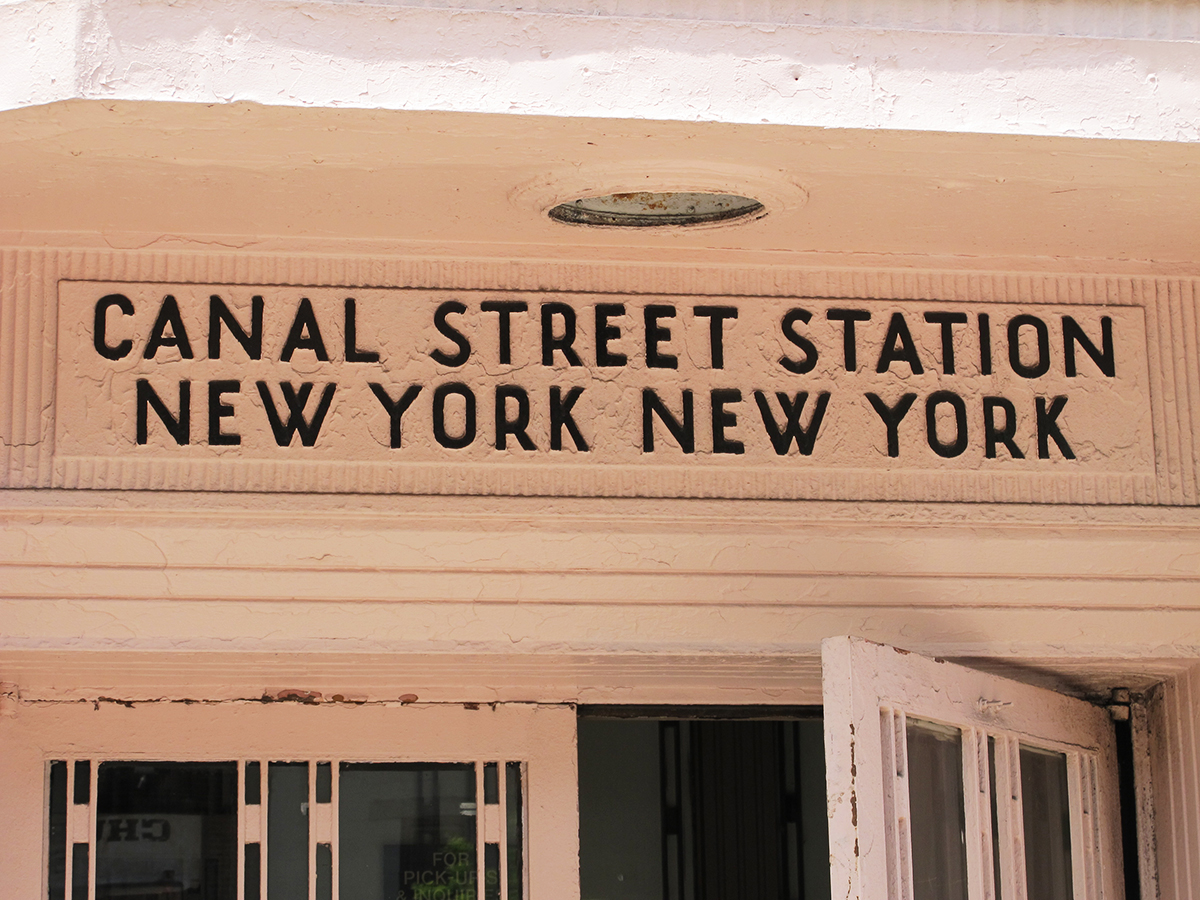 CANAL STREET STATION
NEW YORK NEW YORK
FOR
PICK-UPS